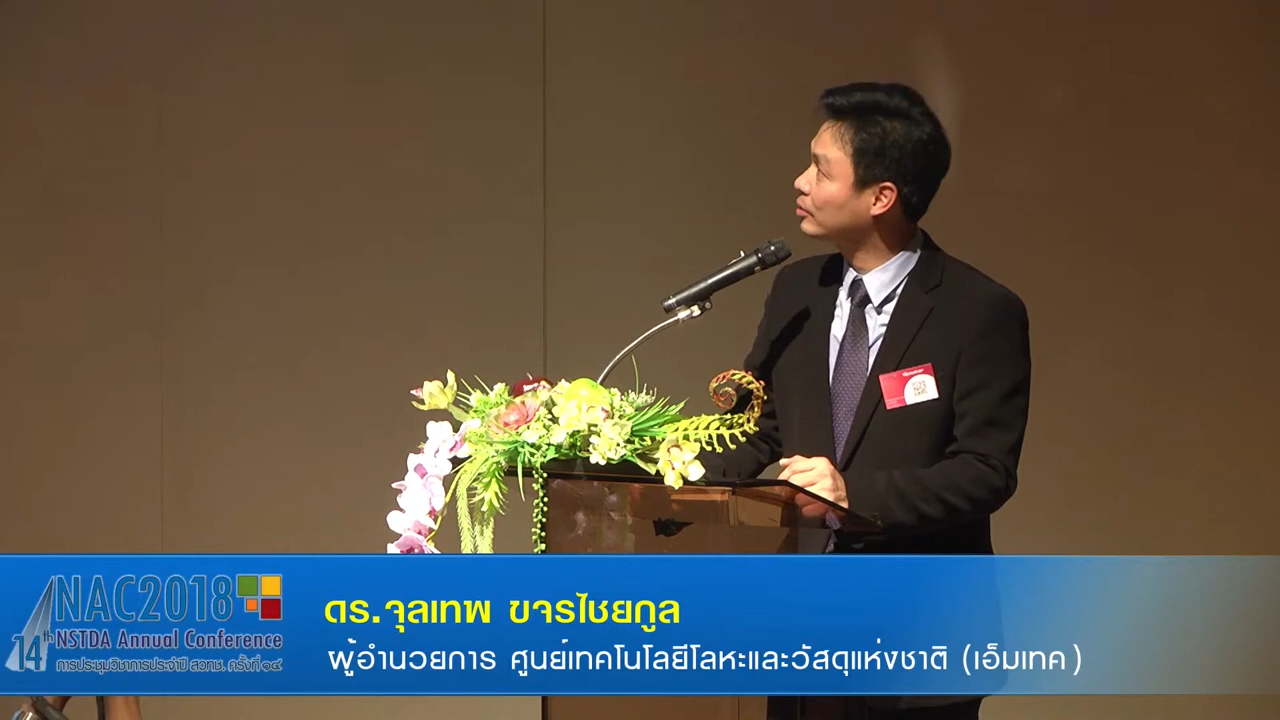 NAC2018
14th NSTDA Annual Conference
การประชุมวิชาการประจำปี สวทช. ครั้งที่ ๑๔
ดร.จุลเทพ ขจรไชยกูล
ผู้อำนวยการ ศูนย์เทคโนโลยีโลหะและวัสดุแห่งชาติ (เอ็มเทค)